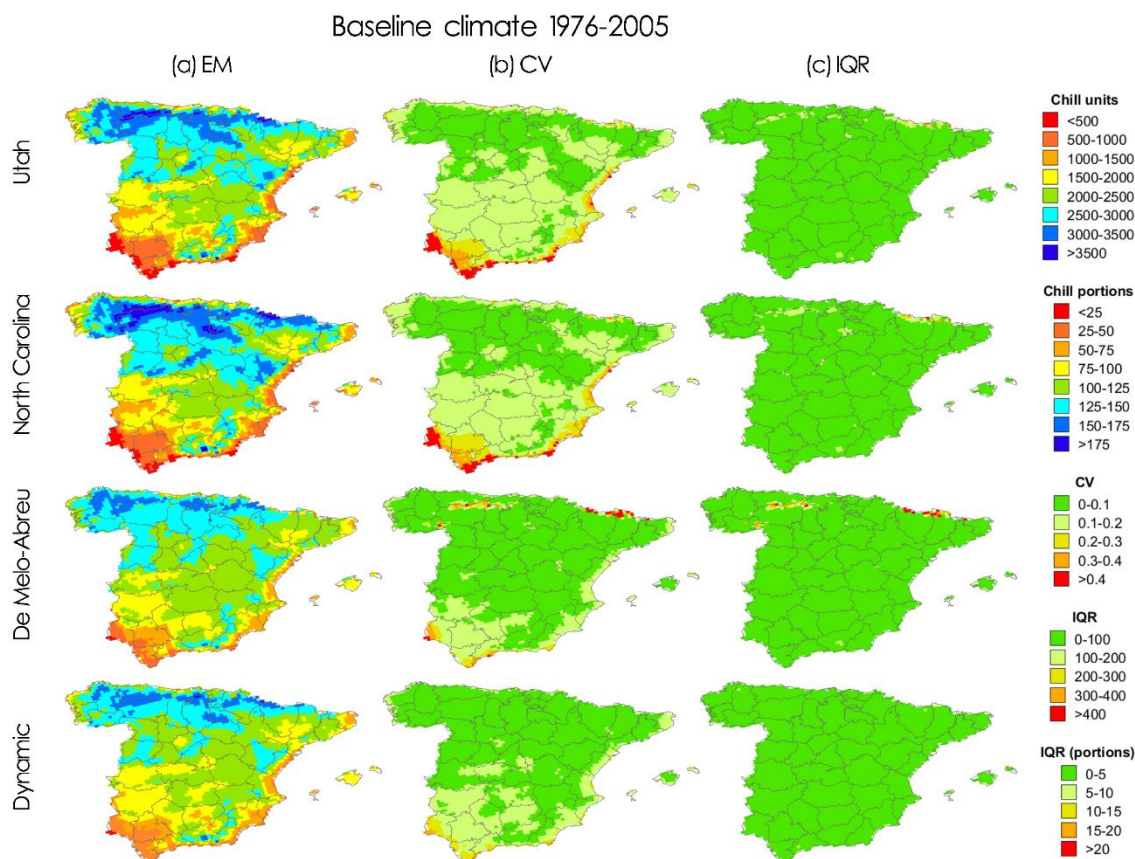 Baseline climate 1976-2005
(a) EM
(b) CV
(c) IQR
Utah
North Carolina
De Melo-Abreu
Dynamic
Chill units
<500
500-1000
1000-1500
1500-2000
2000-2500
2500-3000
3000-3500
>3500
Chill portions
<25
25-50
50-75
75-100
100-125
125-150
150-175
>175
CV
0-0.1
0.1-0.2
0.2-0.3
0.3-0.4
>0.4
IQR
0-100
100-200
200-300
300-400
>400
IQR (portions)
0-5
5-10
10-15
15-20
>20